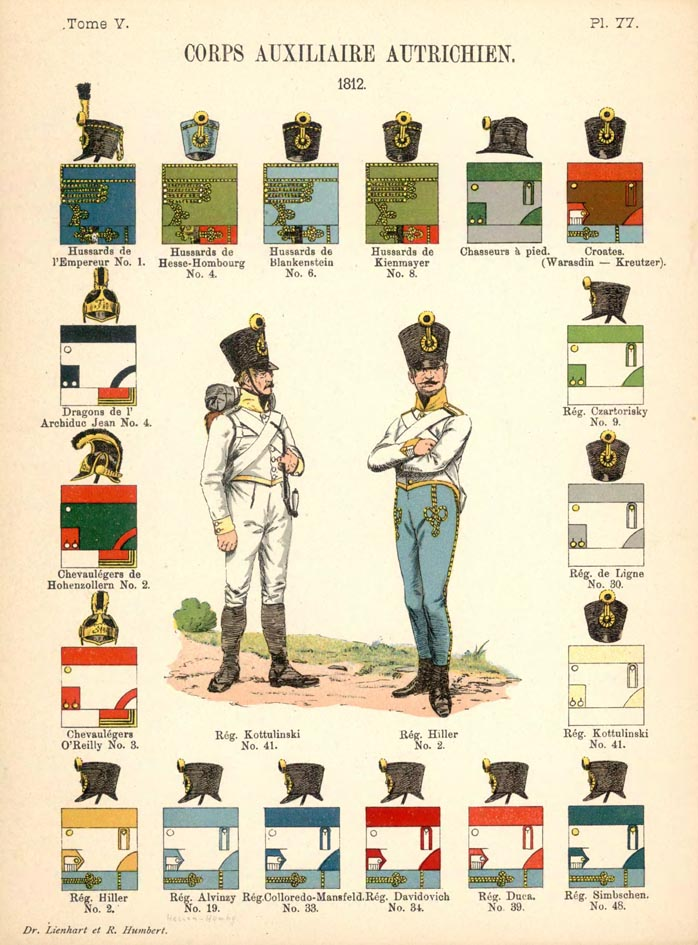 Tome V.
Pl. 77.
CORPS AUXILIAIRE AUTRICHIEN.
1812.
Hussards de
l'Empereur No. 1.
Hussards de
Hesse-Hombourg
No. 4.
Hussards de
Blankenstein
No. 6.
Hussards de
Kienmayer
No. 8.
Chasseurs à pied.
Croates.
(Warasdin — Kreutzer).
Dragons de l'
Archiduc Jean No. 4.
Rég. Czartorisky
No. 9.
Chevaulégers de
Hohenzollern No. 2.
Rég. de Ligne
No. 30.
Chevaulégers
O'Reilly No. 3.
Rég. Kottulinski
No. 41.
Rég. Hiller
No. 2.
Rég. Kottulinski
No. 41.
Rég. Hiller
No. 2.
Rég. Alvinzy
No. 19.
Rég. Colloredo-Mansfeld.
No. 33.
Rég. Davidovich
No. 34.
Rég. Duca.
No. 39.
Rég. Simbschen.
No. 48.
Dr. Lienhart et R. Humbert.